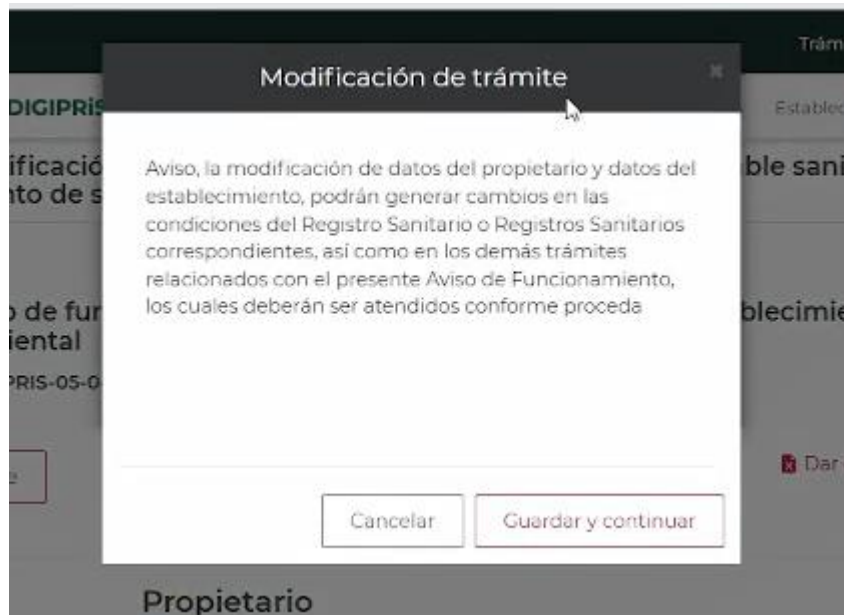 Trám
Modificación de trámite
DIGIPRiS
Establec
ificació
ble sani
nto de s
Aviso, la modificación de datos del propietario y datos del
establecimiento, podrán generar cambios en las
condiciones del Registro Sanitario o Registros Sanitarios
correspondientes, así como en los demás trámites
relacionados con el presente Aviso de Funcionamiento,
los cuales deberán ser atendidos conforme proceda
o de fur
blecimie
iental
PRIS-05-0
Dar
Cancelar
Guardar y continuar
Propietario